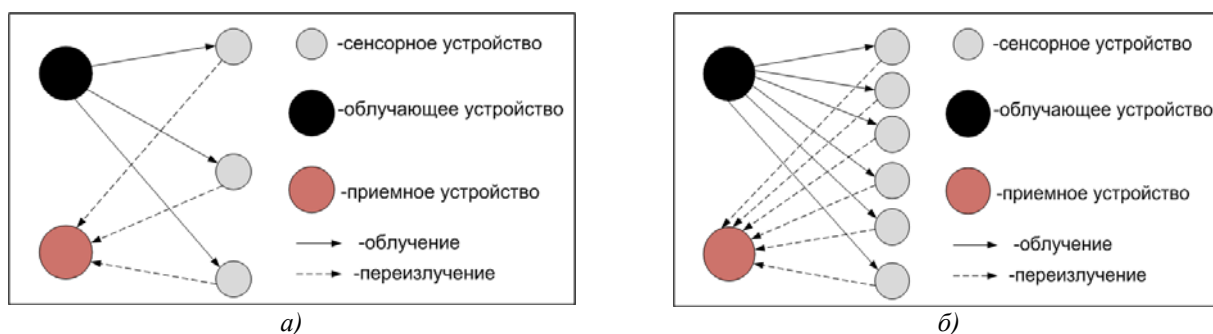 -сенсорное устройство
-облучающее устройство
-приемное устройство
-облучение
-переизлучение
а)
-сенсорное устройство
-облучающее устройство
-приемное устройство
-облучение
-переизлучение
б)